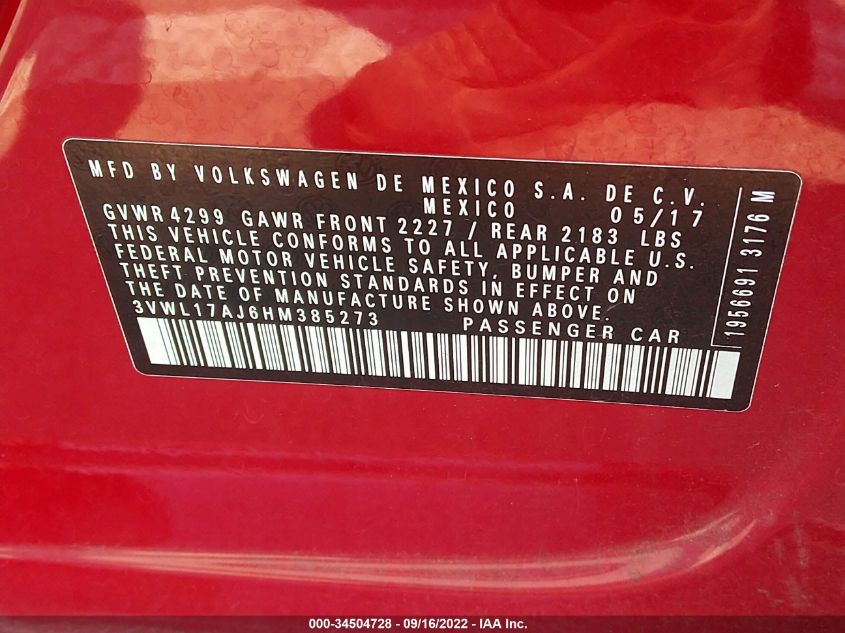 MFD BY VOLKSWAGEN DE MEXICO S.A. DE C.V.
MEXICO 05/17
GVWR 4299 GAWR FRONT 2227 / REAR 2183 LBS
THIS VEHICLE CONFORMS TO ALL APPLICABLE U.S.
FEDERAL MOTOR VEHICLE SAFETY, BUMPER AND
THEFT PREVENTION STANDARDS IN EFFECT ON
THE DATE OF MANUFACTURE SHOWN ABOVE.
3VWL17AJ6HM385273 PASSENGER CAR
1956691 3176 M
000-34504728 - 09/16/2022 - IAA Inc.